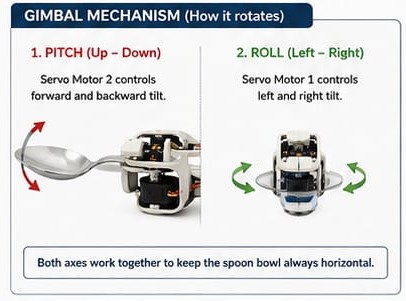 GIMBAL MECHANISM (How it rotates)
1. PITCH (Up – Down)
Servo Motor 2 controls
forward and backward tilt.
2. ROLL (Left – Right)
Servo Motor 1 controls
left and right tilt.
Both axes work together to keep the spoon bowl always horizontal.